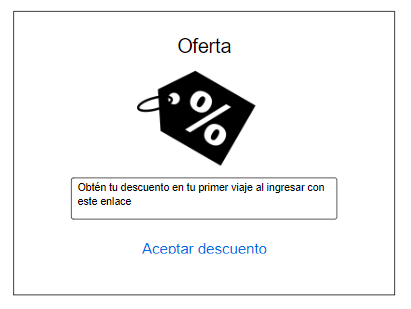 Oferta
%
Obtén tu descuento en tu primer viaje al ingresar con
este enlace
Aceptar descuento